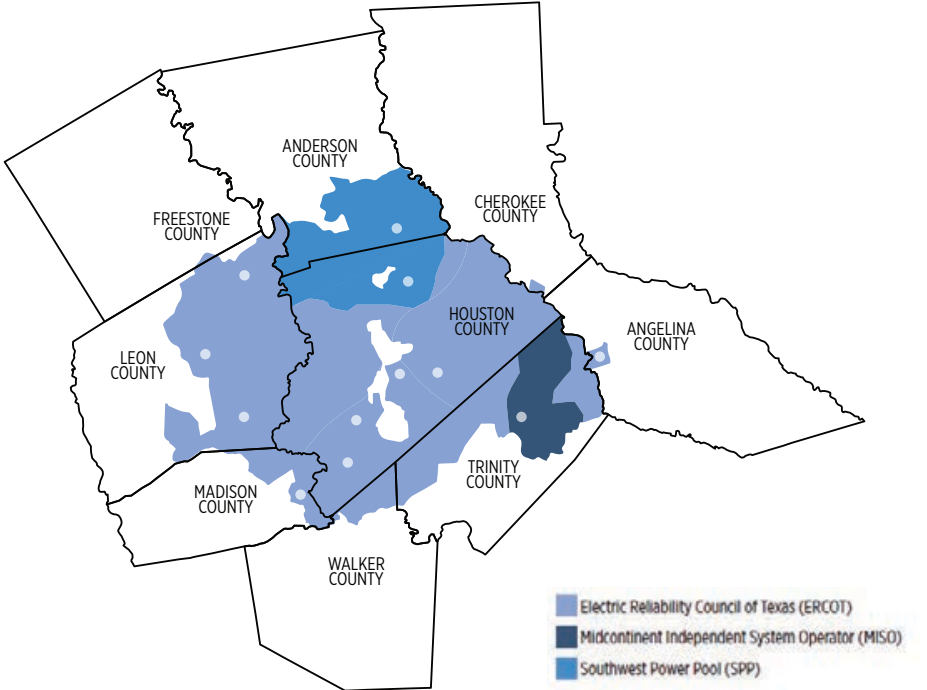 ANDERSON
COUNTY
CHEROKEE
COUNTY
FREESTONE
COUNTY
HOUSTON
COUNTY
ANGELINA
COUNTY
LEON
COUNTY
TRINITY
COUNTY
MADISON
COUNTY
WALKER
COUNTY
Electric Reliability Council of Texas (ERCOT)
Midcontinent Independent System Operator (MISO)
Southwest Power Pool (SPP)